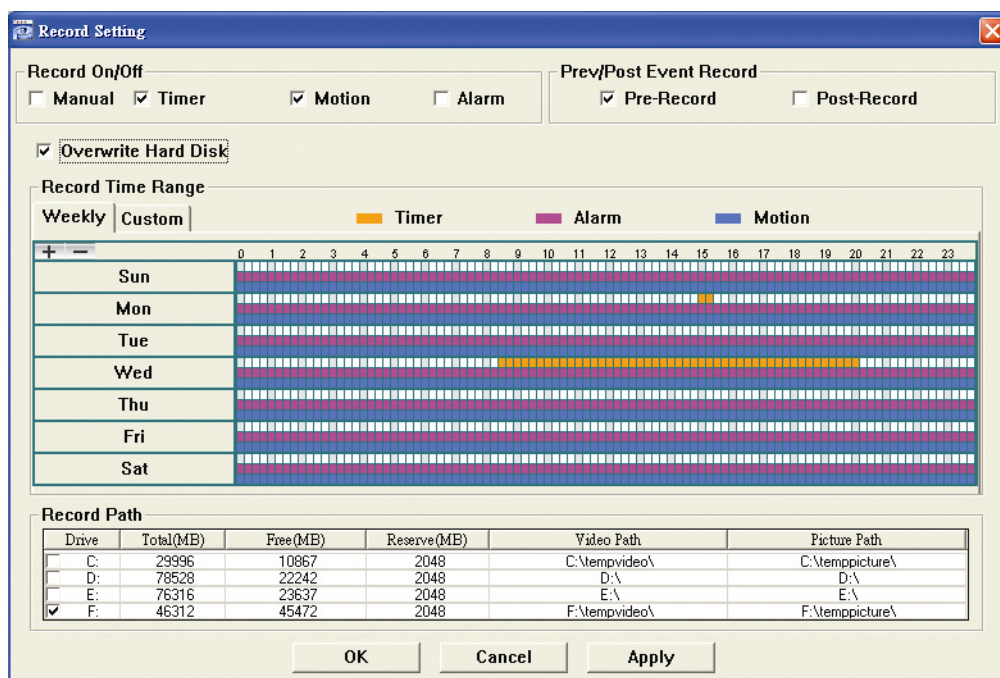 Record Setting
Record On/Off
Prev/Post Event Record
Manual Timer Motion Alarm
Pre-Record Post-Record
Overwrite Hard Disk
Record Time Range
Weekly Custom Timer Alarm Motion
+ − 0 1 2 3 4 5 6 7 8 9 10 11 12 13 14 15 16 17 18 19 20 21 22 23
Sun
Mon
Tue
Wed
Thu
Fri
Sat
Record Path
Drive Total(MB) Free(MB) Reserve(MB) Video Path Picture Path
C: 29996 10867 2048 C:\tempvideo\ C:\temppicture\
D: 78528 22242 2048 D:\ D:\
E: 76316 23637 2048 E:\ E:\
F: 46312 45472 2048 F:\tempvideo\ F:\temppicture\
OK Cancel Apply